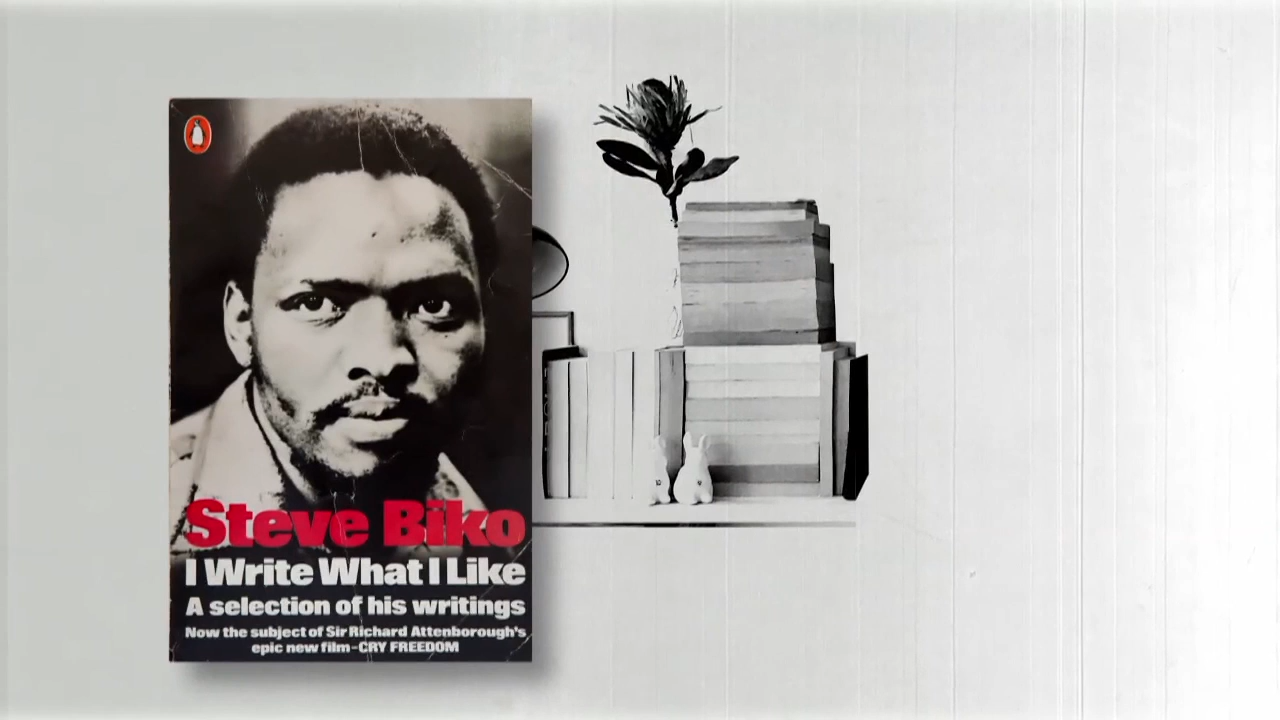 Steve Biko
I Write What I Like
A selection of his writings
Now the subject of Sir Richard Attenborough's
epic new film-CRY FREEDOM